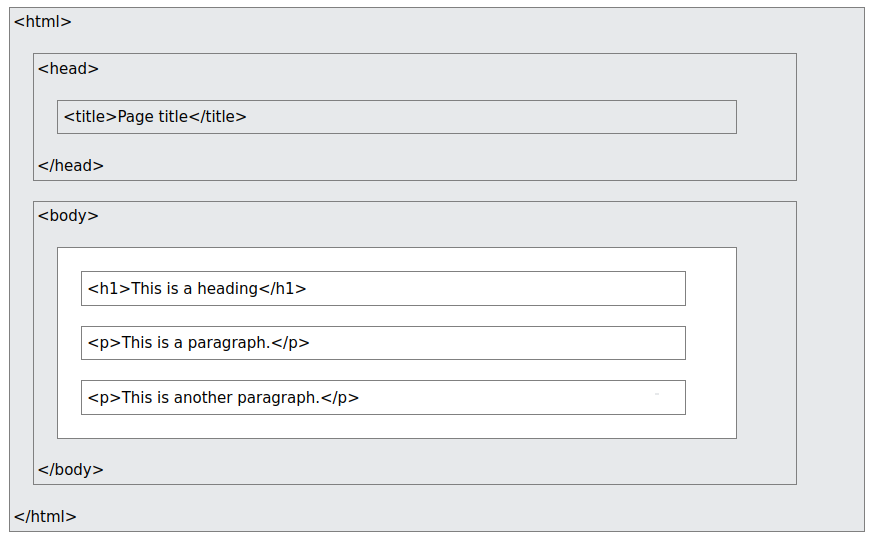 <html>
<head>
<title>Page title</title>
</head>
<body>
<h1>This is a heading</h1>
<p>This is a paragraph.</p>
<p>This is another paragraph.</p>
</body>
</html>